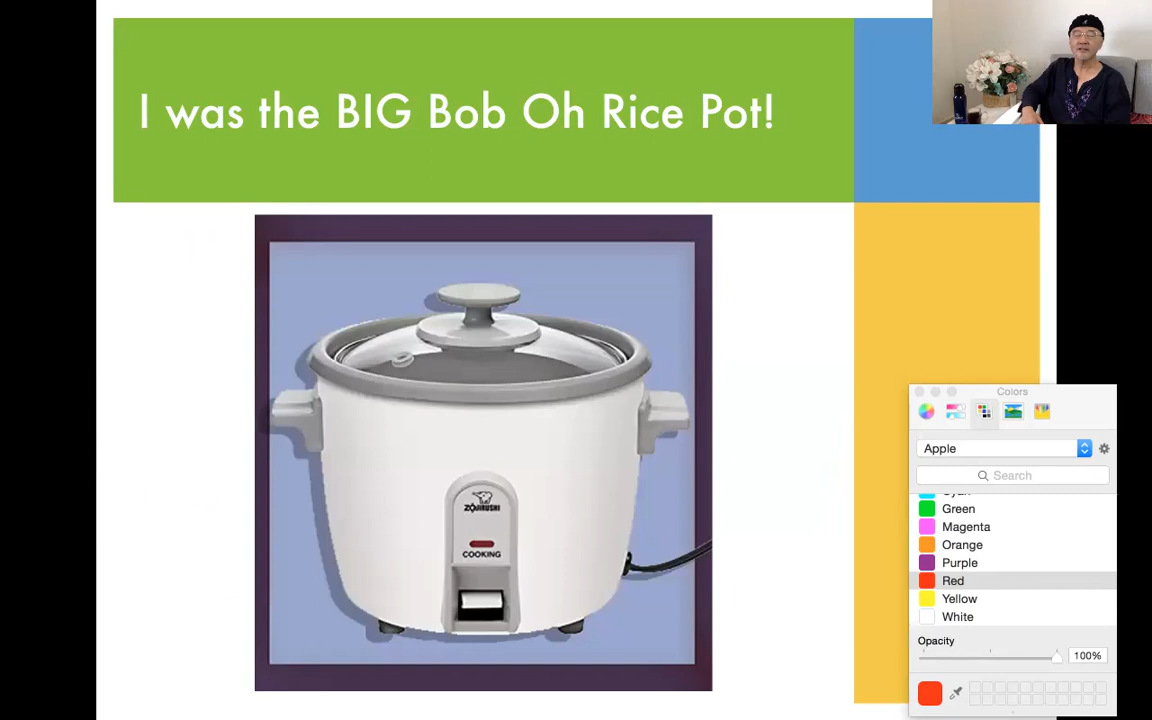 I was the BIG Bob Oh Rice Pot!
ZOJIRUSHI
COOKING
Colors
Apple
Search
Cyan
Green
Magenta
Orange
Purple
Red
Yellow
White
Opacity
100%